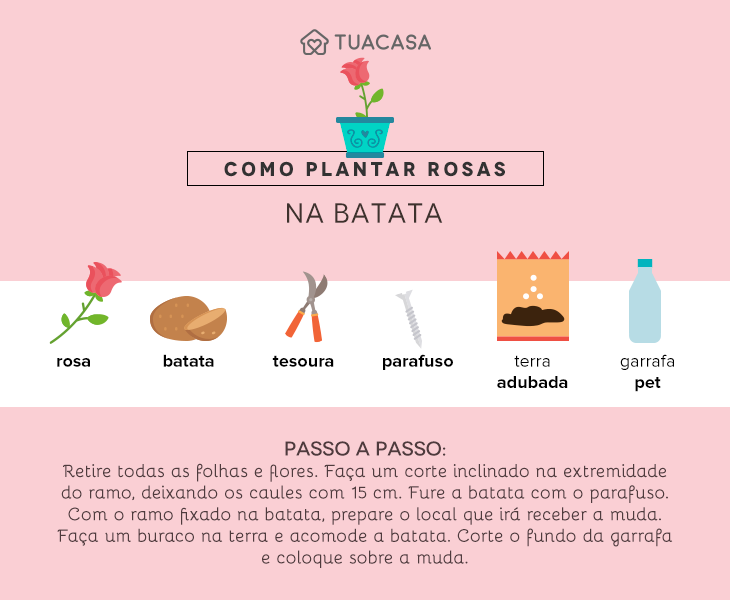 TUACASA
COMO PLANTAR ROSAS
NA BATATA
rosa
batata
tesoura
parafuso
terra
adubada
garrafa
pet
PASSO A PASSO:
Retire todas as folhas e flores. Faça um corte inclinado na extremidade
do ramo, deixando os caules com 15 cm. Fure a batata com o parafuso.
Com o ramo fixado na batata, prepare o local que irá receber a muda.
Faça um buraco na terra e acomode a batata. Corte o fundo da garrafa
e coloque sobre a muda.